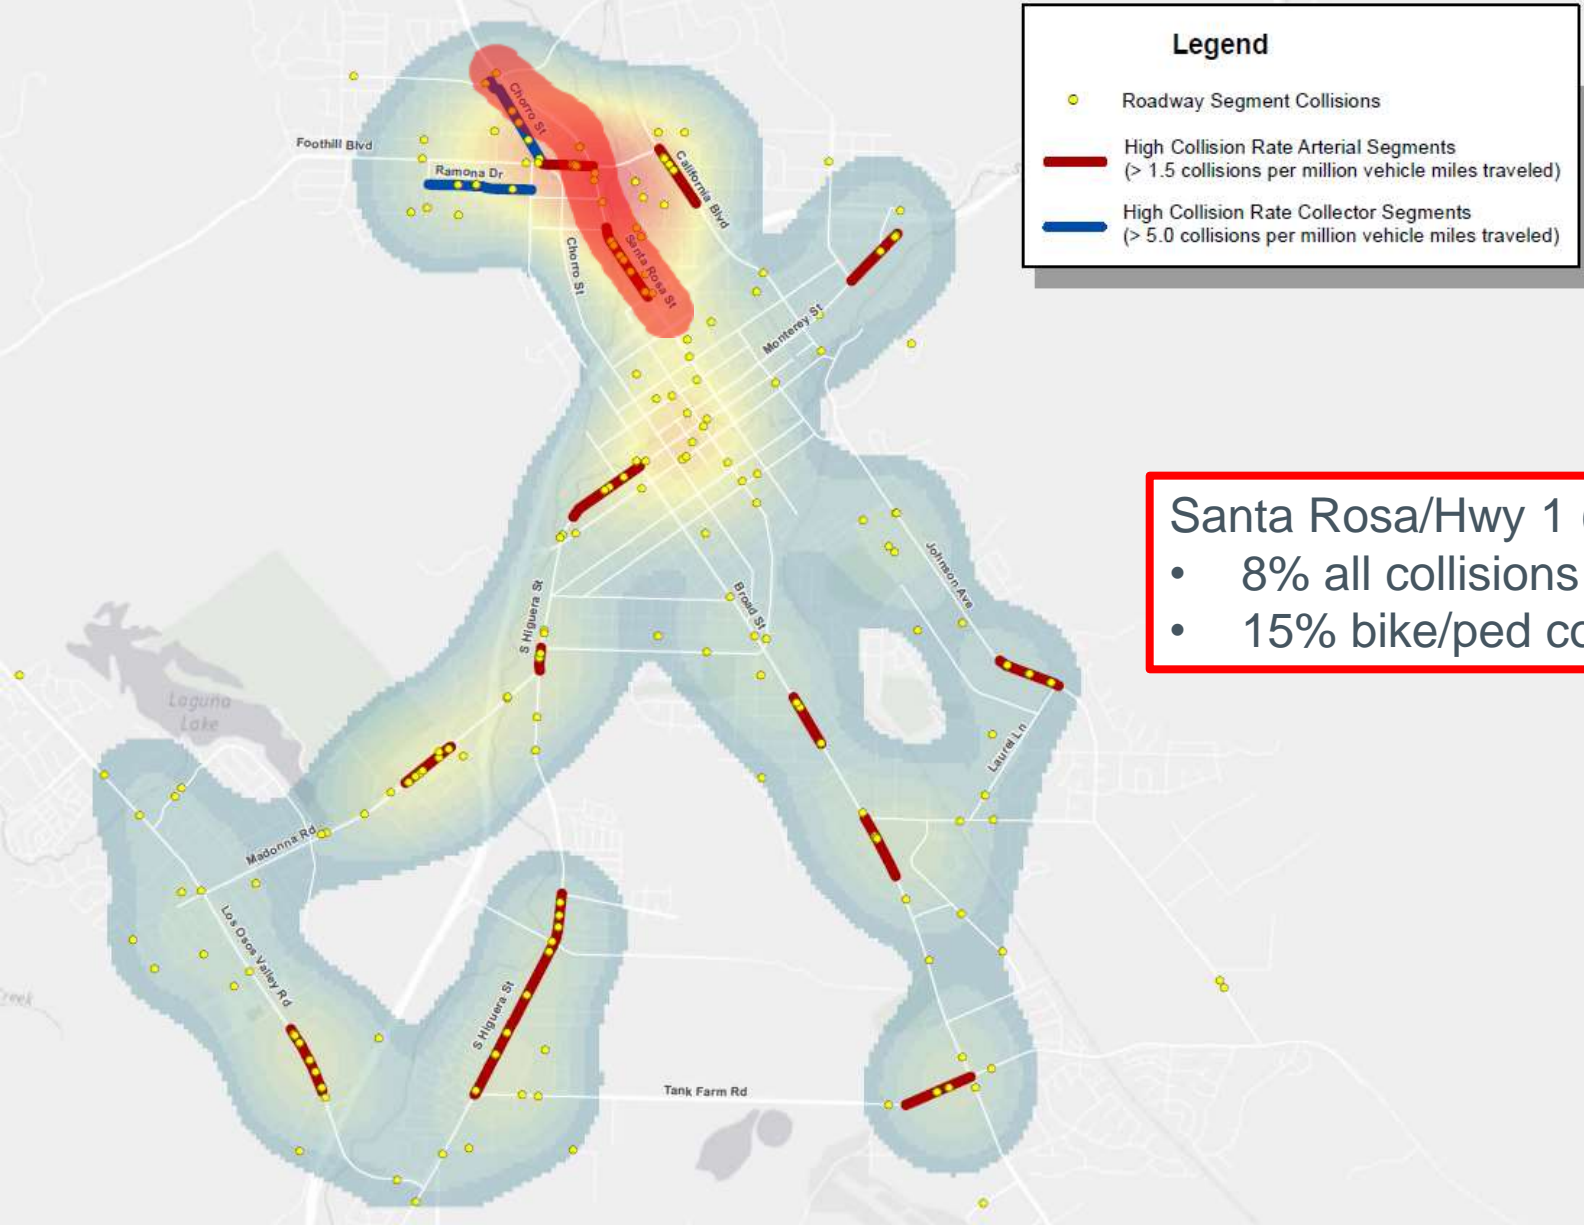 Legend
Roadway Segment Collisions
High Collision Rate Arterial Segments
(> 1.5 collisions per million vehicle miles traveled)
High Collision Rate Collector Segments
(> 5.0 collisions per million vehicle miles traveled)
Chorro St
Foothill Blvd
Ramona Dr
California Blvd
Santa Rosa St
Chorro St
Monterey St
Santa Rosa/Hwy 1 (
• 8% all collisions
• 15% bike/ped co
Johnson Ave
Broad St
S Higuera St
Laguna
Lake
Laurel Ln
Madonna Rd
Los Osos Valley Rd
Creek
S Higuera St
Tank Farm Rd